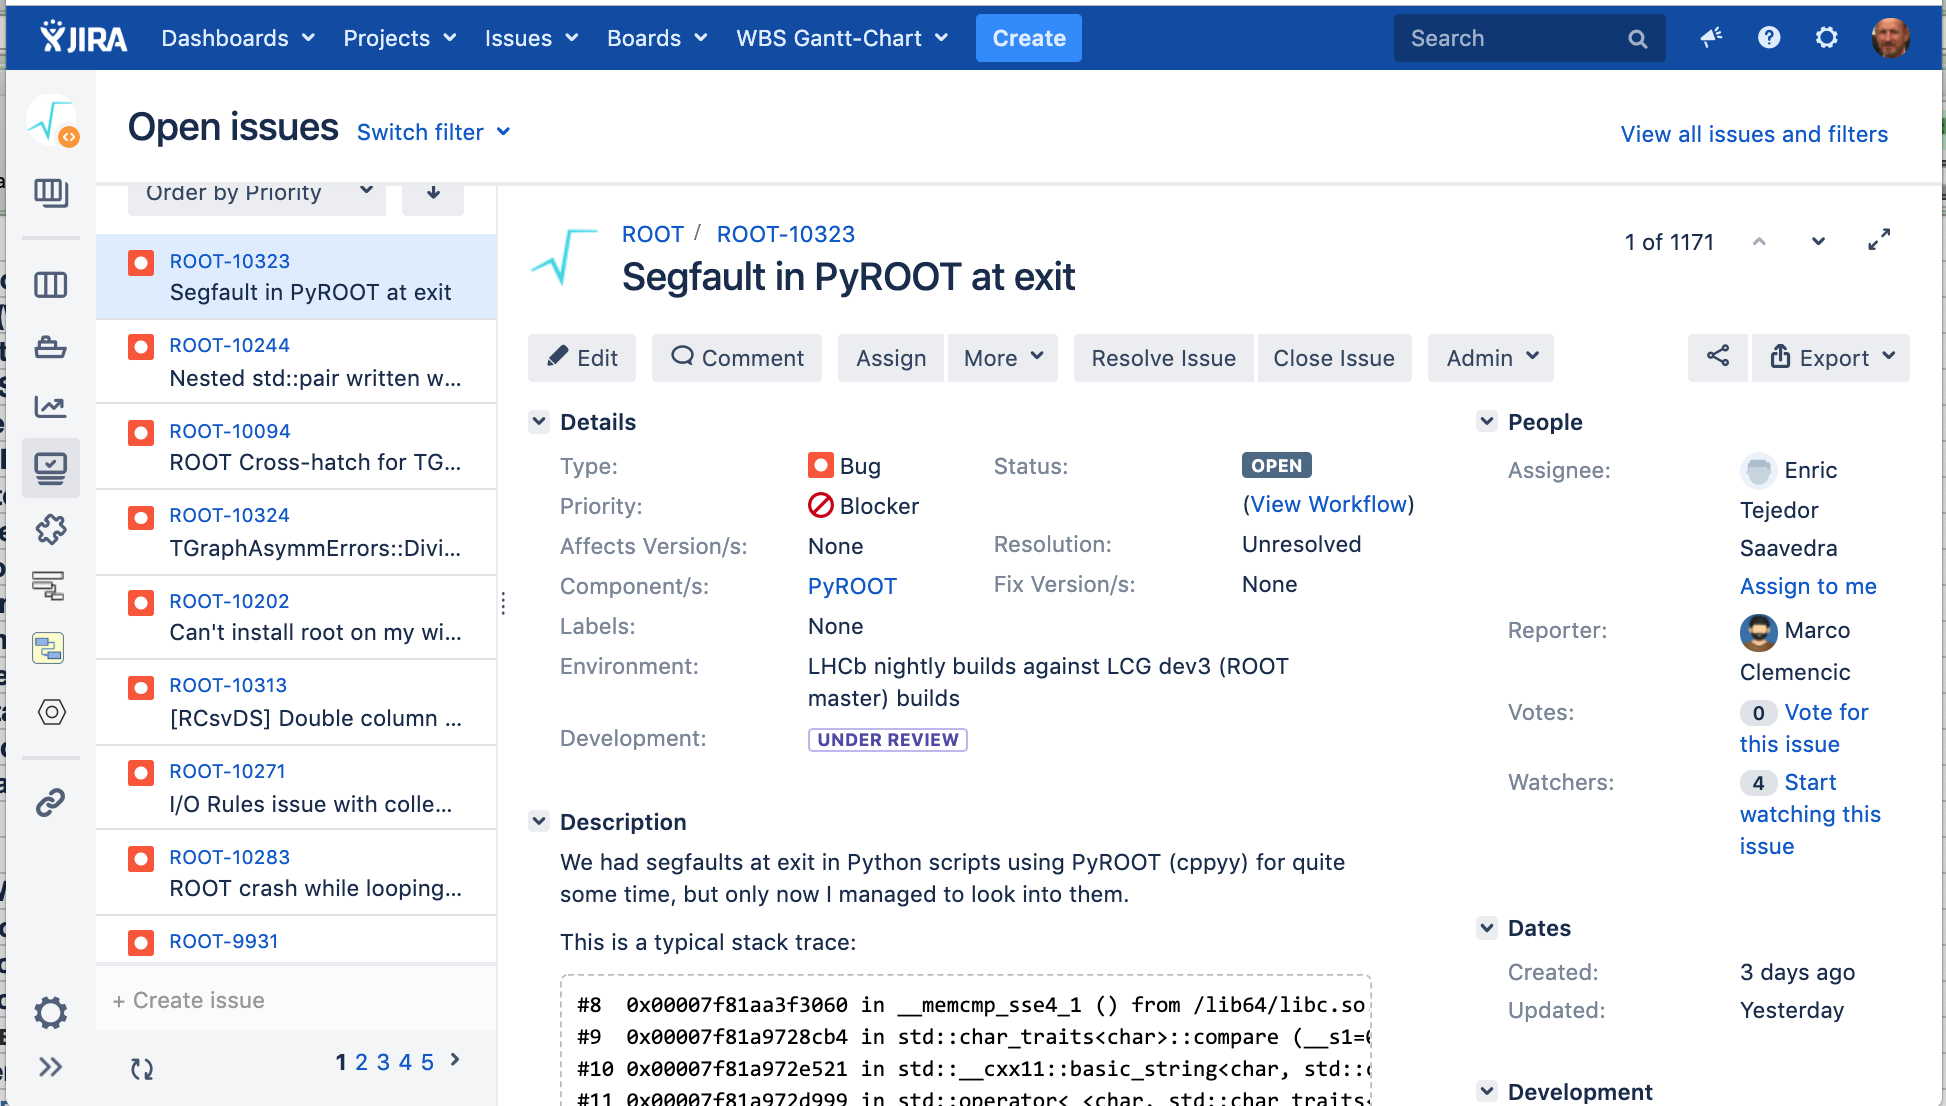 JIRA Dashboards Projects Issues Boards WBS Gantt-Chart Create Search
Open issues Switch filter
View all issues and filters
Order by Priority
ROOT-10323
Segfault in PyROOT at exit
ROOT-10244
Nested std::pair written w...
ROOT-10094
ROOT Cross-hatch for TG...
ROOT-10324
TGraphAsymmErrors::Divi...
ROOT-10202
Can't install root on my wi...
ROOT-10313
[RCsvDS] Double column ...
ROOT-10271
I/O Rules issue with colle...
ROOT-10283
ROOT crash while looping...
ROOT-9931
+ Create issue
1 2 3 4 5
ROOT / ROOT-10323
Segfault in PyROOT at exit
1 of 1171
Edit Comment Assign More Resolve Issue Close Issue Admin Export
Details
Type: Bug
Priority: Blocker
Affects Version/s: None
Component/s: PyROOT
Labels: None
Environment: LHCb nightly builds against LCG dev3 (ROOT
master) builds
Development: UNDER REVIEW
Status: OPEN
(View Workflow)
Resolution: Unresolved
Fix Version/s: None
Description
We had segfaults at exit in Python scripts using PyROOT (cppyy) for quite
some time, but only now I managed to look into them.
This is a typical stack trace:
#8 0x00007f81aa3f3060 in __memcmp_sse4_1 () from /lib64/libc.so
#9 0x00007f81a9728cb4 in std::char_traits<char>::compare (__s1=
#10 0x00007f81a972e521 in std::__cxx11::basic_string<char, std::
#11 0x00007f81a972d999 in std::operator< <char, std::char_traits
People
Assignee: Enric
Tejedor
Saavedra
Assign to me
Reporter: Marco
Clemencic
Votes: 0 Vote for
this issue
Watchers: 4 Start
watching this
issue
Dates
Created: 3 days ago
Updated: Yesterday
Development